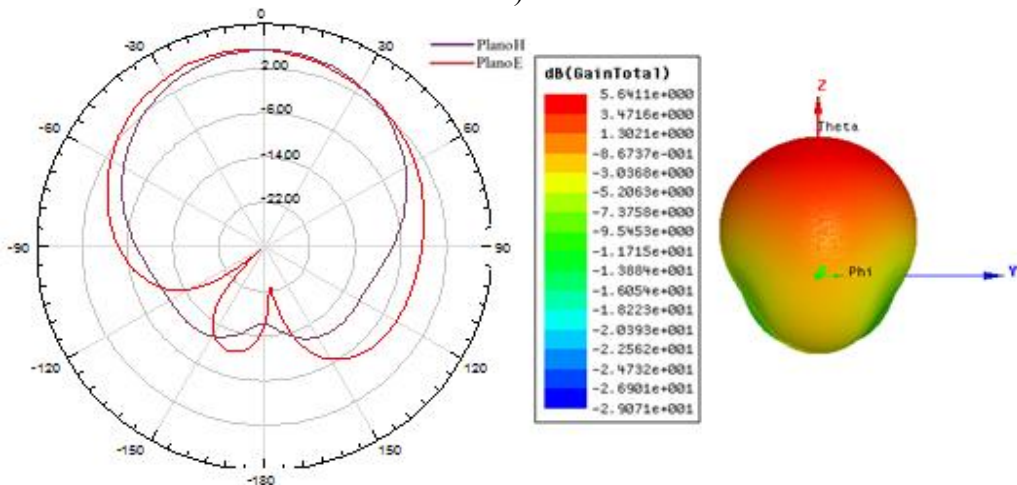 )
0
-30
30
-60
60
-90
90
-120
120
-150
150
-180
2.00
-6.00
-14.00
-22.00
PlanoH
PlanoE
dB(GainTotal)
5.6411e+000
3.4716e+000
1.3021e+000
-8.6737e-001
-3.0368e+000
-5.2063e+000
-7.3758e+000
-9.5453e+000
-1.1715e+001
-1.3884e+001
-1.6054e+001
-1.8223e+001
-2.0393e+001
-2.2562e+001
-2.4732e+001
-2.6901e+001
-2.9071e+001
Z
Theta
Phi
Y